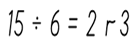 15 ÷ 6 = 2 r 3